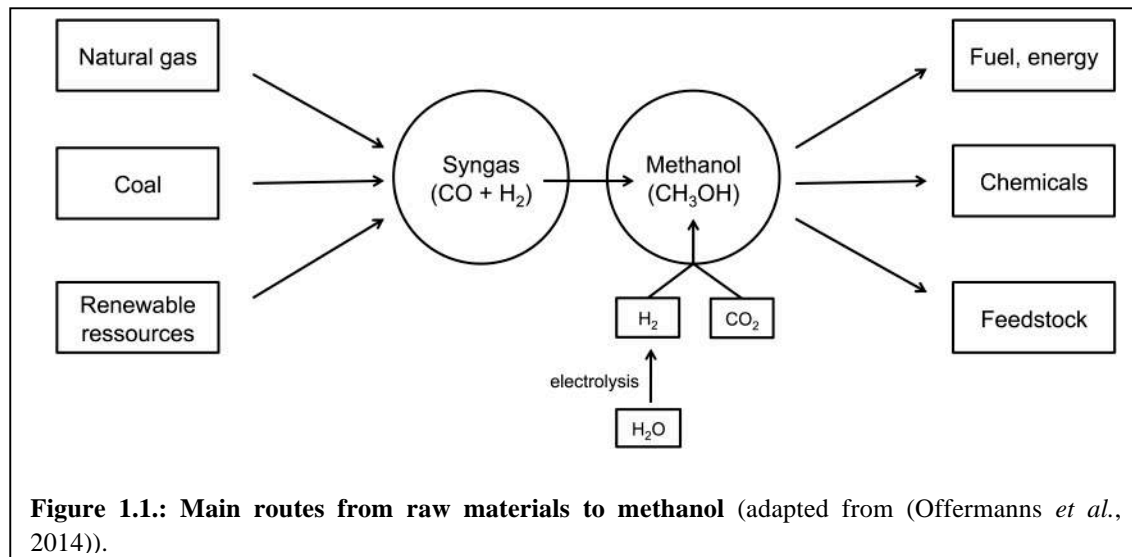 Natural gas
Coal
Renewable
ressources
Syngas
(CO + H₂)
Methanol
(CH₃OH)
H₂
CO₂
electrolysis
H₂O
Fuel, energy
Chemicals
Feedstock
Figure 1.1.: Main routes from raw materials to methanol (adapted from (Offermanns et al.,
2014)).